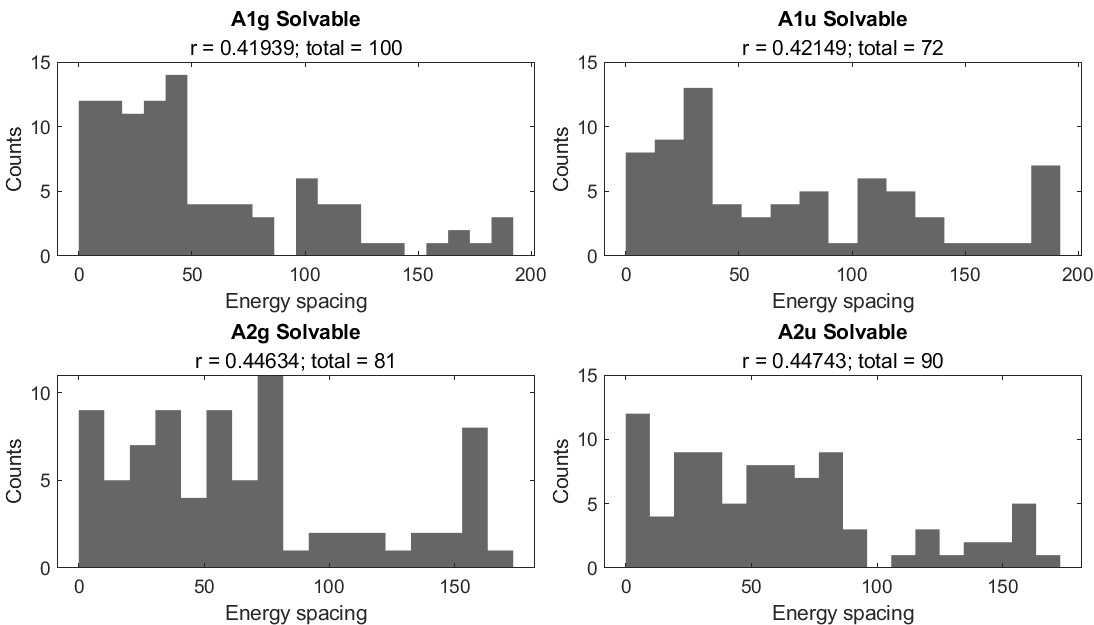 A1g Solvable
r = 0.41939; total = 100
15
10
5
0
Counts
0 50 100 150 200
Energy spacing
A1u Solvable
r = 0.42149; total = 72
15
10
5
0
Counts
0 50 100 150 200
Energy spacing
A2g Solvable
r = 0.44634; total = 81
10
5
0
Counts
0 50 100 150
Energy spacing
A2u Solvable
r = 0.44743; total = 90
15
10
5
0
Counts
0 50 100 150
Energy spacing